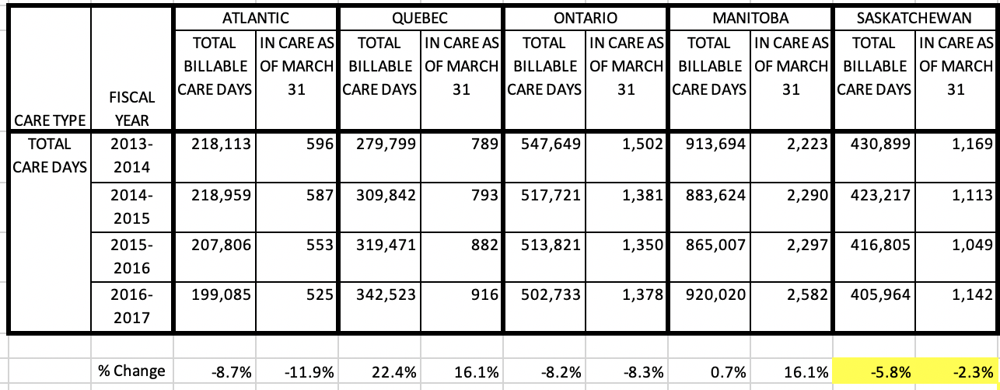 ATLANTIC QUEBEC ONTARIO MANITOBA SASKATCHEWAN
CARE TYPE FISCAL YEAR TOTAL BILLABLE CARE DAYS IN CARE AS OF MARCH 31 TOTAL BILLABLE CARE DAYS IN CARE AS OF MARCH 31 TOTAL BILLABLE CARE DAYS IN CARE AS OF MARCH 31 TOTAL BILLABLE CARE DAYS IN CARE AS OF MARCH 31 TOTAL BILLABLE CARE DAYS IN CARE AS OF MARCH 31
TOTAL CARE DAYS 2013-2014 218,113 596 279,799 789 547,649 1,502 913,694 2,223 430,899 1,169
2014-2015 218,959 587 309,842 793 517,721 1,381 883,624 2,290 423,217 1,113
2015-2016 207,806 553 319,471 882 513,821 1,350 865,007 2,297 416,805 1,049
2016-2017 199,085 525 342,523 916 502,733 1,378 920,020 2,582 405,964 1,142
% Change -8.7% -11.9% 22.4% 16.1% -8.2% -8.3% 0.7% 16.1% -5.8% -2.3%